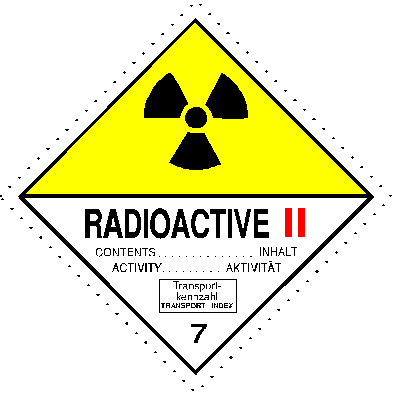 RADIOACTIVE II
CONTENTS.............. INHALT
ACTIVITY......... AKTIVITÄT
Transport-
kennzahl
TRANSPORT INDEX
7